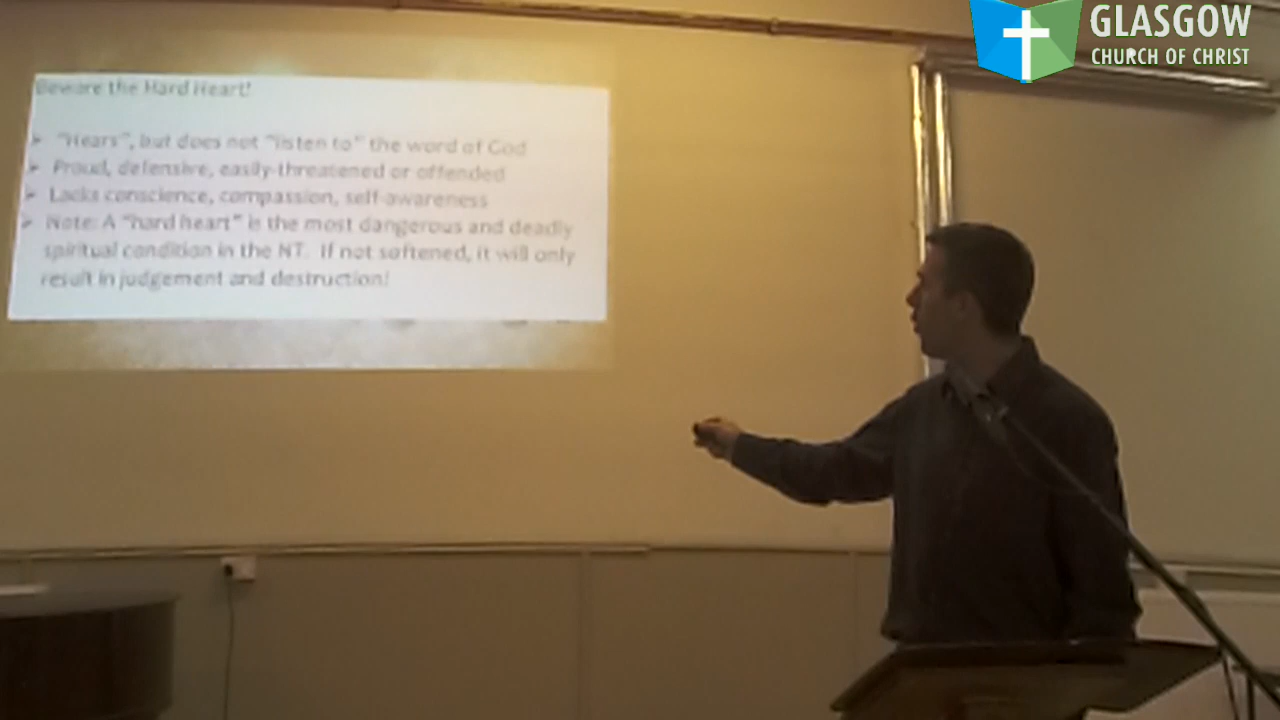 Beware the Hard Heart!
"Hears", but does not "listen to" the word of God
Proud, defensive, easily-threatened or offended
Lacks conscience, compassion, self-awareness
Note: A "hard heart" is the most dangerous and deadly
spiritual condition in the NT. If not softened, it will only
result in judgement and destruction!
GLASGOW
CHURCH OF CHRIST